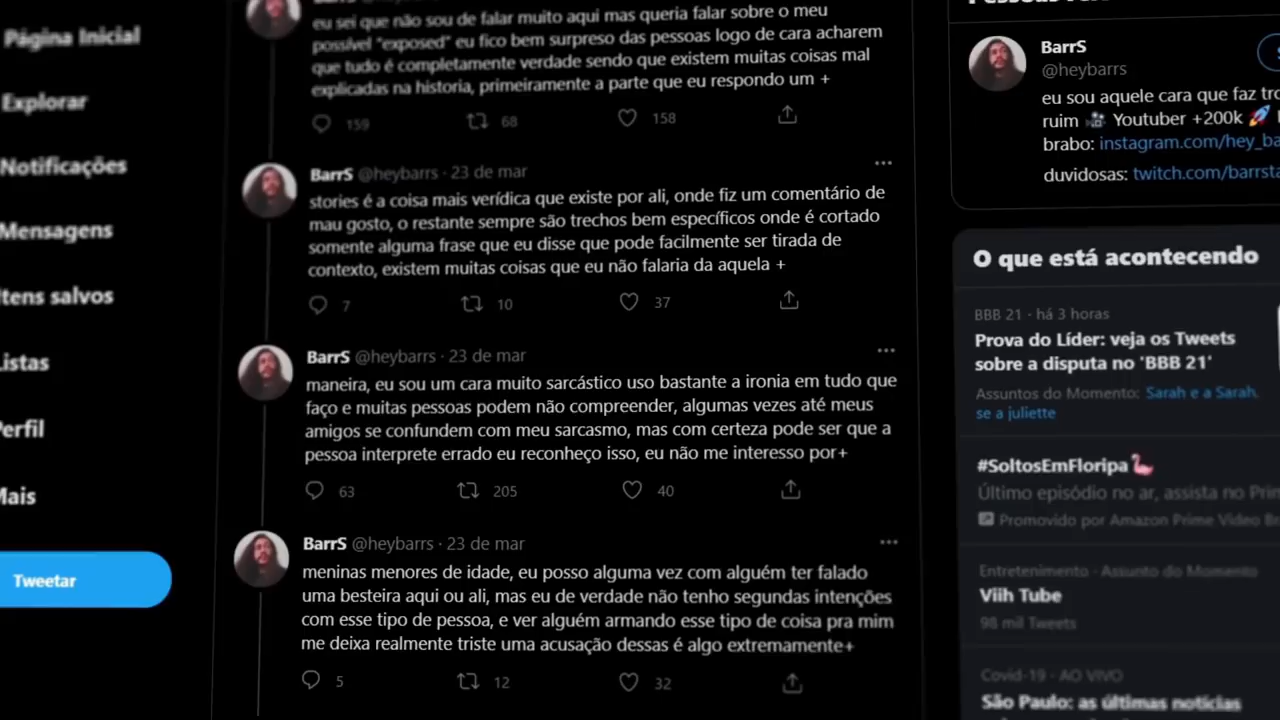 Página Inicial
Explorar
Notificações
Mensagens
Itens salvos
Listas
Perfil
Mais
Tweetar
eu sei que não sou de falar muito aqui mas queria falar sobre o meu
possível "exposed" eu fico bem surpreso das pessoas logo de cara acharem
que tudo é completamente verdade sendo que existem muitas coisas mal
explicadas na historia, primeiramente a parte que eu respondo um +
159 68 158
BarrS @heybarrs · 23 de mar
stories é a coisa mais verídica que existe por ali, onde fiz um comentário de
mau gosto, o restante sempre são trechos bem específicos onde é cortado
somente alguma frase que eu disse que pode facilmente ser tirada de
contexto, existem muitas coisas que eu não falaria da aquela +
7 10 37
BarrS @heybarrs · 23 de mar
maneira, eu sou um cara muito sarcástico uso bastante a ironia em tudo que
faço e muitas pessoas podem não compreender, algumas vezes até meus
amigos se confundem com meu sarcasmo, mas com certeza pode ser que a
pessoa interprete errado eu reconheço isso, eu não me interesso por+
63 205 40
BarrS @heybarrs · 23 de mar
meninas menores de idade, eu posso alguma vez com alguém ter falado
uma besteira aqui ou ali, mas eu de verdade não tenho segundas intenções
com esse tipo de pessoa, e ver alguém armando esse tipo de coisa pra mim
me deixa realmente triste uma acusação dessas é algo extremamente+
5 12 32
BarrS
@heybarrs
eu sou aquele cara que faz tro
ruim 🎥 Youtuber +200k 🚀
brabo: instagram.com/hey_ba
duvidosas: twitch.com/barrsta
O que está acontecendo
BBB 21 · há 3 horas
Prova do Líder: veja os Tweets
sobre a disputa no 'BBB 21'
Assuntos do Momento: Sarah e a Sarah,
se a juliette
#SoltosEmFloripa🦩
Último episódio no ar, assista no Prim
Promovido por Amazon Prime Video B
Entretenimento · Assunto do Momento
Viih Tube
98 mil Tweets
Covid-19 · AO VIVO
São Paulo: as últimas notícias